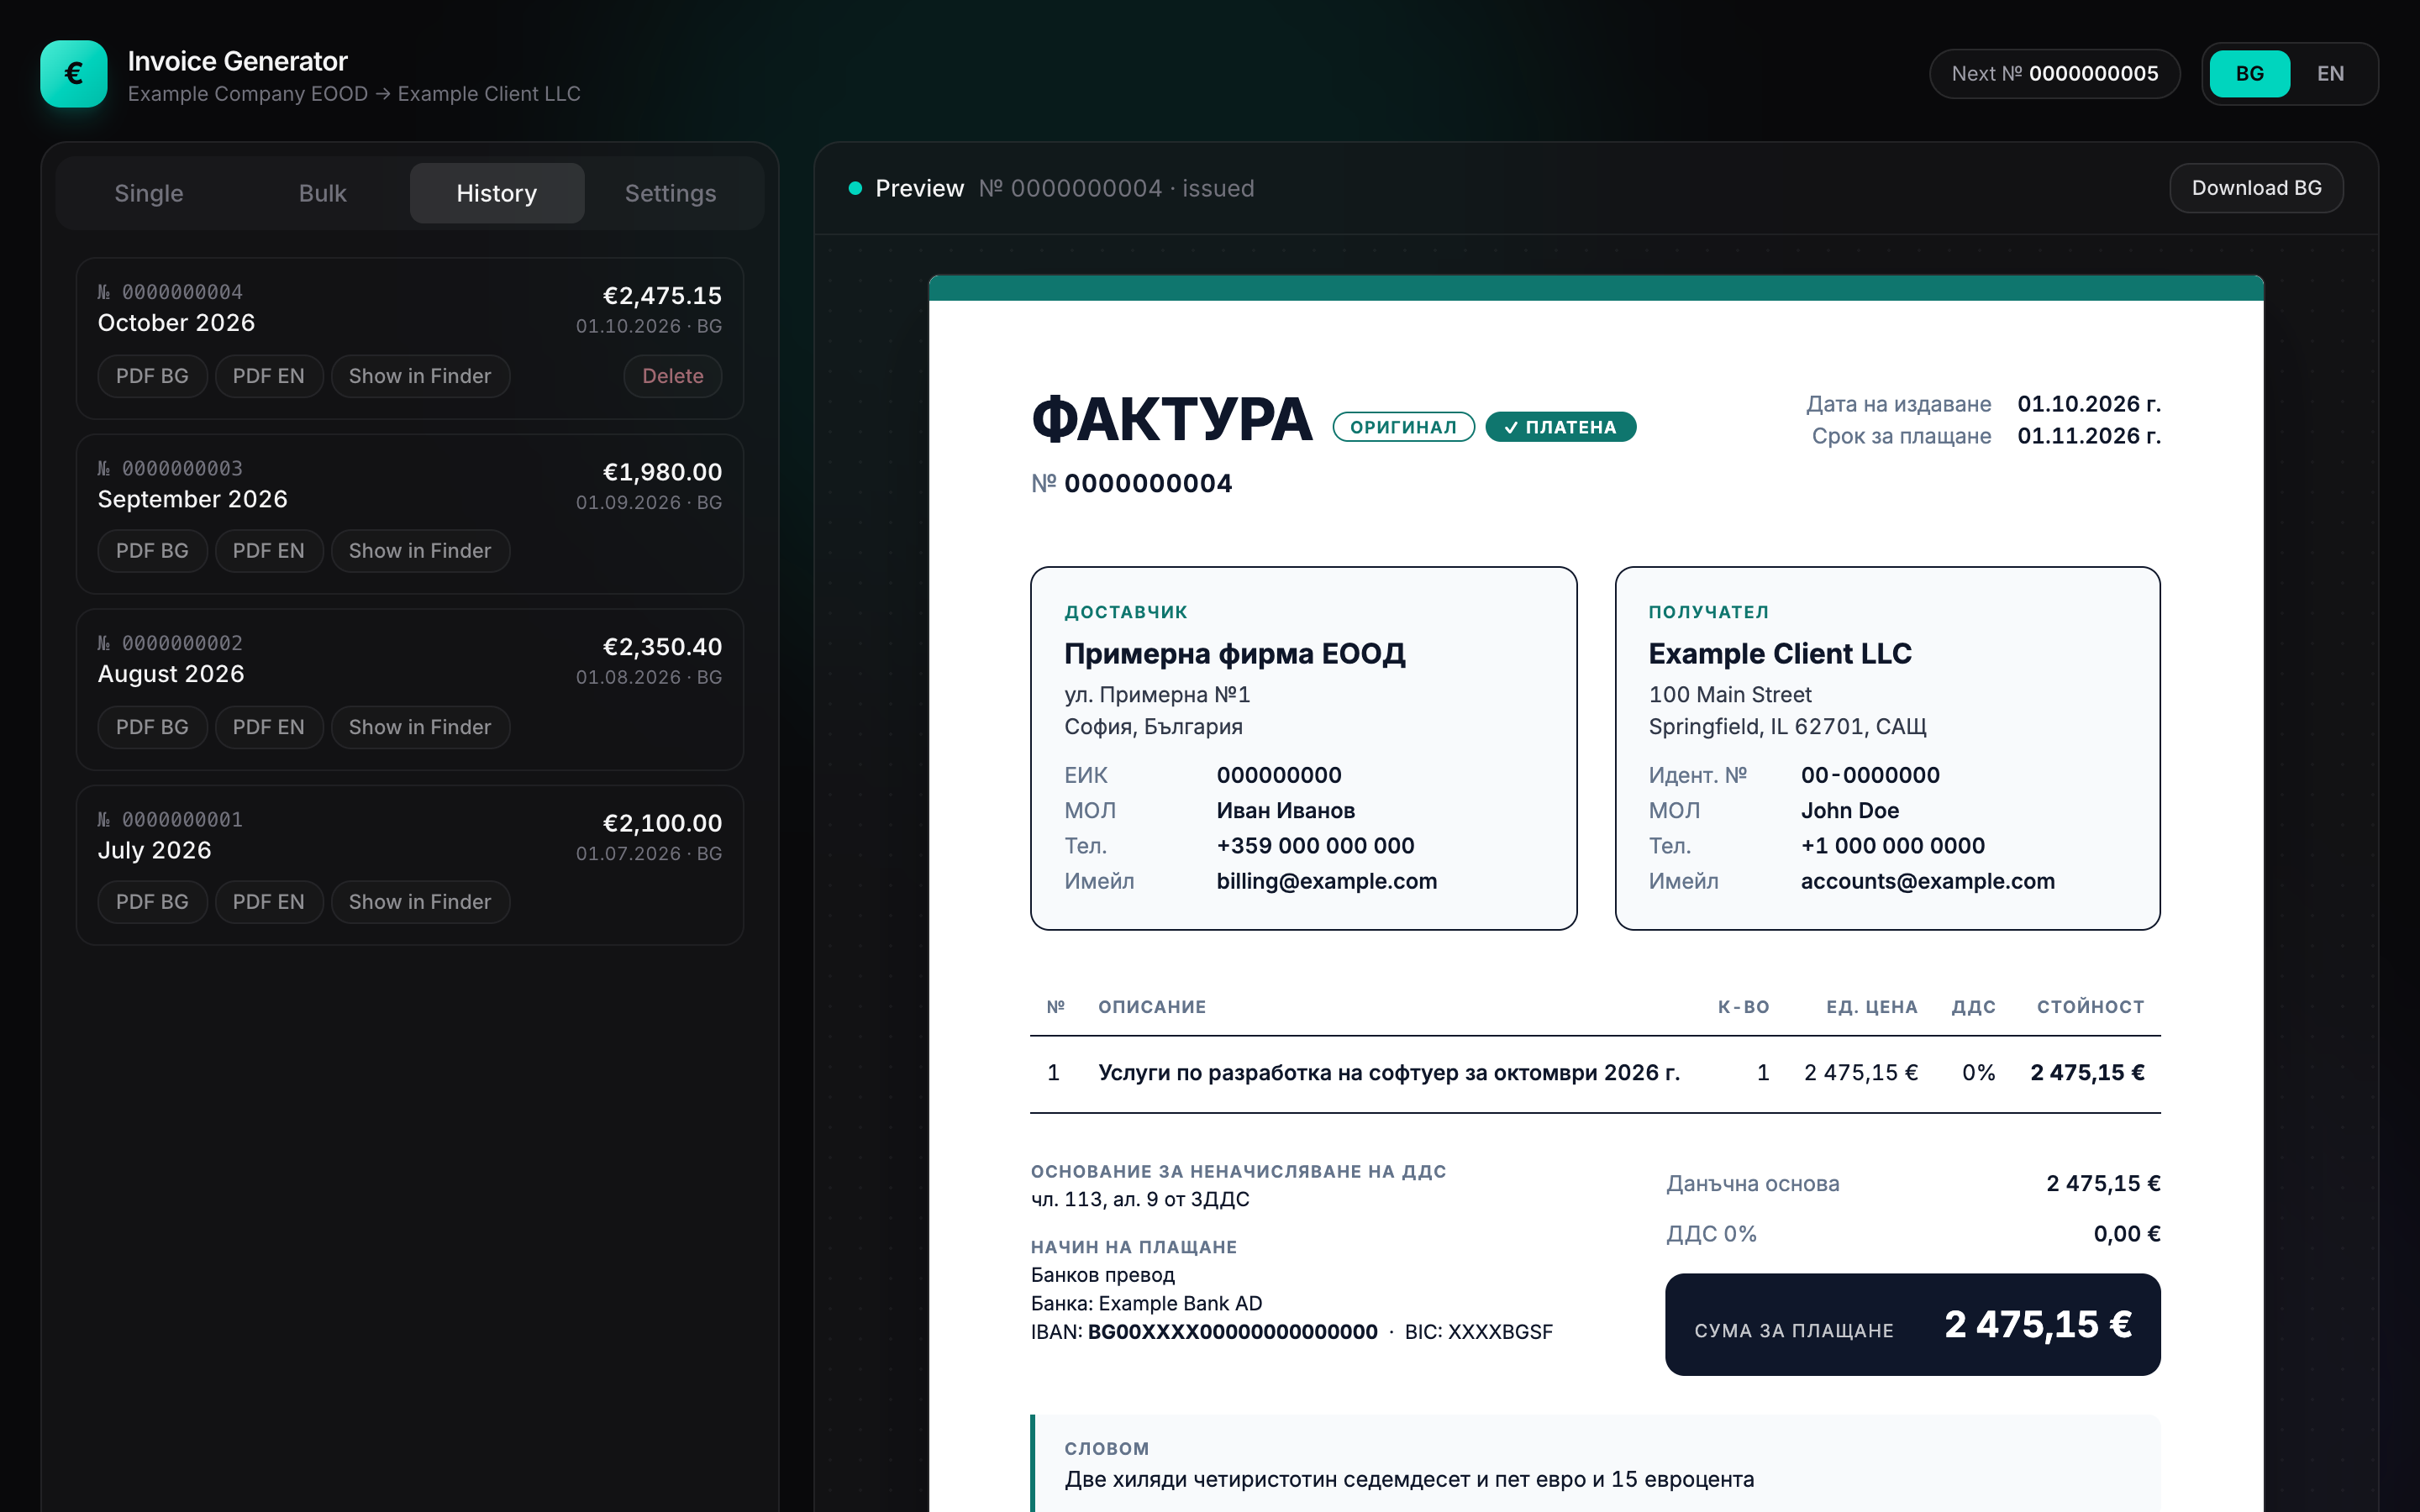 €
Invoice Generator
Example Company EOOD → Example Client LLC
Next № 0000000005
BG
EN
Single
Bulk
History
Settings
№ 0000000004
€2,475.15
October 2026
01.10.2026 · BG
PDF BG
PDF EN
Show in Finder
Delete
№ 0000000003
€1,980.00
September 2026
01.09.2026 · BG
PDF BG
PDF EN
Show in Finder
№ 0000000002
€2,350.40
August 2026
01.08.2026 · BG
PDF BG
PDF EN
Show in Finder
№ 0000000001
€2,100.00
July 2026
01.07.2026 · BG
PDF BG
PDF EN
Show in Finder
Preview № 0000000004 · issued
Download BG
ФАКТУРА
ОРИГИНАЛ
✓ ПЛАТЕНА
№ 0000000004
Дата на издаване 01.10.2026 г.
Срок за плащане 01.11.2026 г.
ДОСТАВЧИК
Примерна фирма ЕООД
ул. Примерна №1
София, България
ЕИК 000000000
МОЛ Иван Иванов
Тел. +359 000 000 000
Имейл billing@example.com
ПОЛУЧАТЕЛ
Example Client LLC
100 Main Street
Springfield, IL 62701, САЩ
Идент. № 00-0000000
МОЛ John Doe
Тел. +1 000 000 0000
Имейл accounts@example.com
№ ОПИСАНИЕ К-ВО ЕД. ЦЕНА ДДС СТОЙНОСТ
1 Услуги по разработка на софтуер за октомври 2026 г. 1 2 475,15 € 0% 2 475,15 €
ОСНОВАНИЕ ЗА НЕНАЧИСЛЯВАНЕ НА ДДС
чл. 113, ал. 9 от ЗДДС
НАЧИН НА ПЛАЩАНЕ
Банков превод
Банка: Example Bank AD
IBAN: BG00XXXX00000000000000 · BIC: XXXXBGSF
Данъчна основа 2 475,15 €
ДДС 0% 0,00 €
СУМА ЗА ПЛАЩАНЕ 2 475,15 €
СЛОВОМ
Две хиляди четиристотин седемдесет и пет евро и 15 евроцента